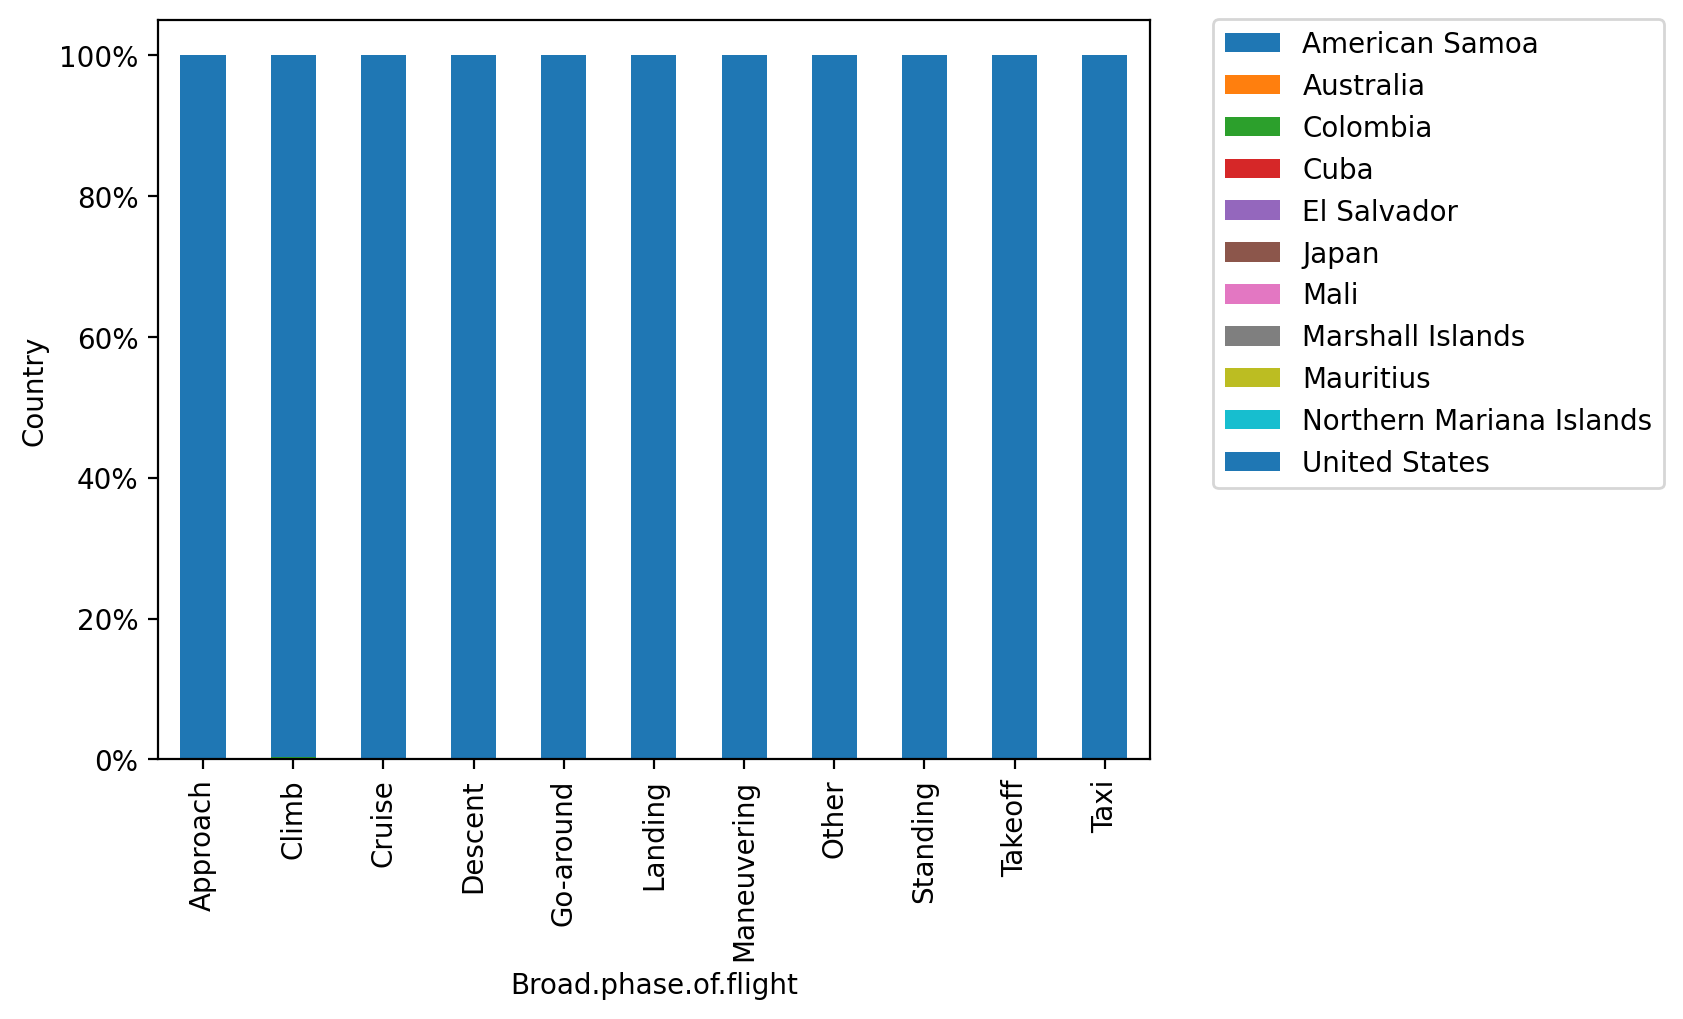 100%
80%
60%
40%
20%
0%
Country
Approach
Climb
Cruise
Descent
Go-around
Landing
Maneuvering
Other
Standing
Takeoff
Taxi
Broad.phase.of.flight
American Samoa
Australia
Colombia
Cuba
El Salvador
Japan
Mali
Marshall Islands
Mauritius
Northern Mariana Islands
United States